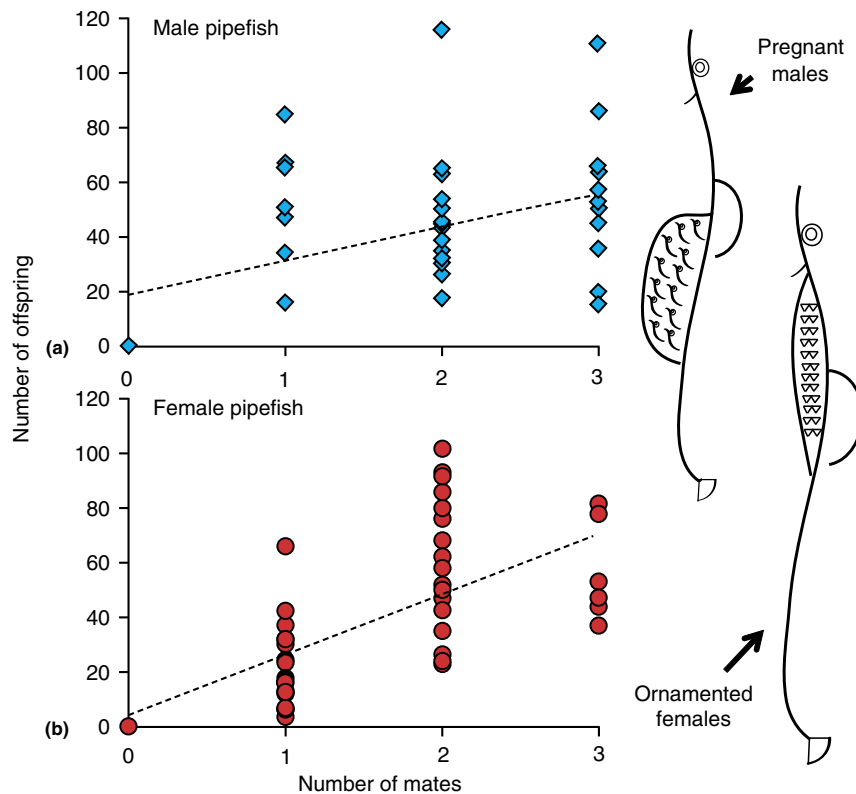 Male pipefish
120
100
80
60
40
20
0
(a)
0
1
2
3
Number of offspring
Female pipefish
120
100
80
60
40
20
0
(b)
0
1
2
3
Number of mates
Pregnant
males
Ornamented
females